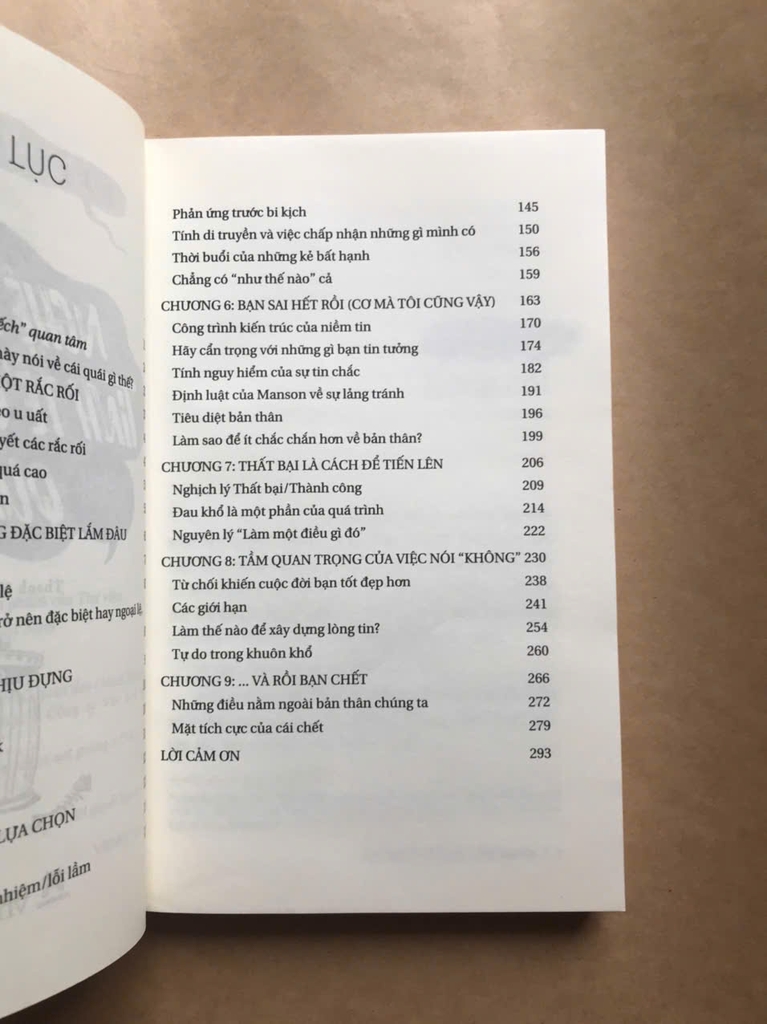 LỤC
ếch" quan tâm
này nói về cái quái gì thế?
ỘT RẮC RỐI
eo u uất
yết các rắc rối
quá cao
n
G ĐẶC BIỆT LẮM ĐÂU
lệ
rở nên đặc biệt hay ngoại lệ
HỊU ĐỰNG
LỰA CHỌN
nhiệm/lỗi lầm
Phản ứng trước bi kịch 145
Tính di truyền và việc chấp nhận những gì mình có 150
Thời buổi của những kẻ bất hạnh 156
Chẳng có "như thế nào" cả 159
CHƯƠNG 6: BẠN SAI HẾT RỒI (CƠ MÀ TÔI CŨNG VẬY) 163
Công trình kiến trúc của niềm tin 170
Hãy cẩn trọng với những gì bạn tin tưởng 174
Tính nguy hiểm của sự tin chắc 182
Định luật của Manson về sự lảng tránh 191
Tiêu diệt bản thân 196
Làm sao để ít chắc chắn hơn về bản thân? 199
CHƯƠNG 7: THẤT BẠI LÀ CÁCH ĐỂ TIẾN LÊN 206
Nghịch lý Thất bại/Thành công 209
Đau khổ là một phần của quá trình 214
Nguyên lý "Làm một điều gì đó" 222
CHƯƠNG 8: TẦM QUAN TRỌNG CỦA VIỆC NÓI "KHÔNG" 230
Từ chối khiến cuộc đời bạn tốt đẹp hơn 238
Các giới hạn 241
Làm thế nào để xây dựng lòng tin? 254
Tự do trong khuôn khổ 260
CHƯƠNG 9: ... VÀ RỒI BẠN CHẾT 266
Những điều nằm ngoài bản thân chúng ta 272
Mặt tích cực của cái chết 279
LỜI CẢM ƠN 293